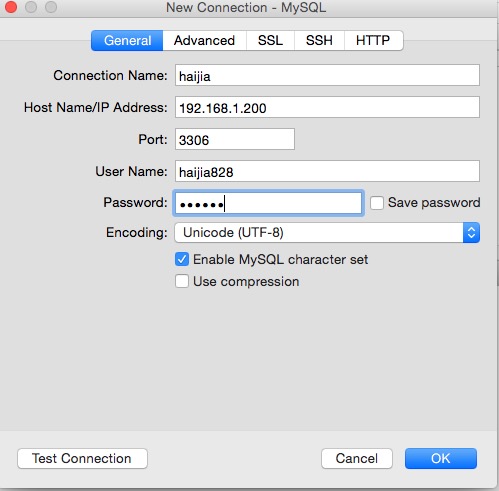 New Connection - MySQL
General Advanced SSL SSH HTTP
Connection Name: haijia
Host Name/IP Address: 192.168.1.200
Port: 3306
User Name: haijia828
Password: •••••• Save password
Encoding: Unicode (UTF-8)
Enable MySQL character set
Use compression
Test Connection Cancel OK